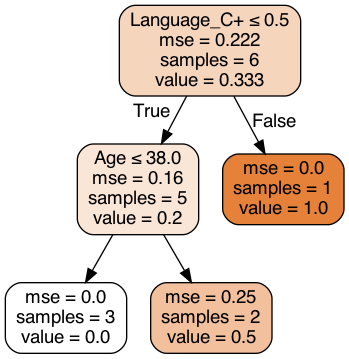 Language_C+ ≤ 0.5
mse = 0.222
samples = 6
value = 0.333
True
False
Age ≤ 38.0
mse = 0.16
samples = 5
value = 0.2
mse = 0.0
samples = 1
value = 1.0
mse = 0.0
samples = 3
value = 0.0
mse = 0.25
samples = 2
value = 0.5